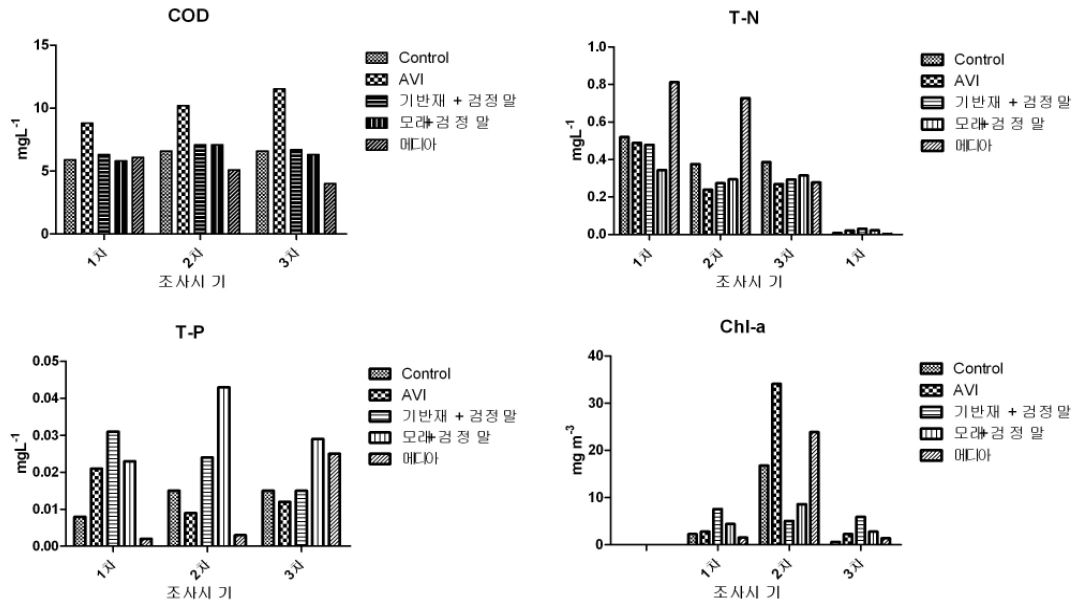 COD
15
10
5
0
mgL-1
1차
2차
3차
조사시 기
Control
AVI
기반재 + 검정 말
모래+검 정 말
메디아
T-N
1.0
0.8
0.6
0.4
0.2
0.0
mgL-1
1차
2차
3차
1차
조사시 기
Control
AVI
기반재 + 검정 말
모래+검 정 말
메디아
T-P
0.05
0.04
0.03
0.02
0.01
0.00
mgL-1
1차
2차
3차
조사시 기
Control
AVI
기반재 + 검정 말
모래+검 정 말
메디아
Chl-a
40
30
20
10
0
mg m-3
1차
2차
3차
조사시 기
Control
AVI
기반재 + 검정 말
모래+검 정 말
메디아